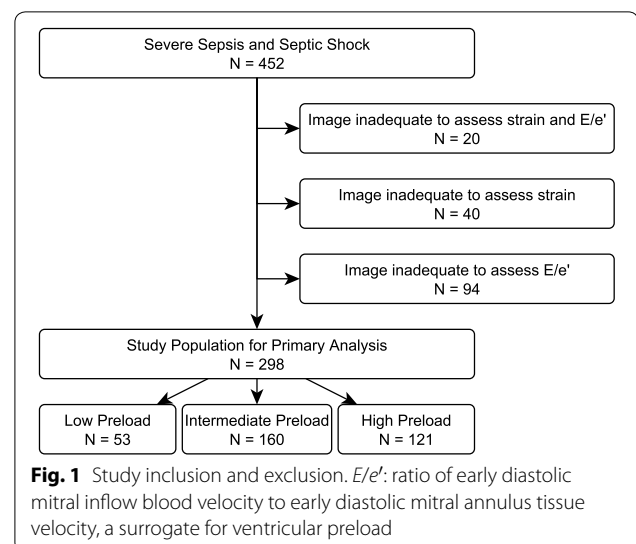 Severe Sepsis and Septic Shock
N = 452
Image inadequate to assess strain and E/e'
N = 20
Image inadequate to assess strain
N = 40
Image inadequate to assess E/e'
N = 94
Study Population for Primary Analysis
N = 298
Low Preload
N = 53
Intermediate Preload
N = 160
High Preload
N = 121
Fig. 1 Study inclusion and exclusion. E/e′: ratio of early diastolic
mitral inflow blood velocity to early diastolic mitral annulus tissue
velocity, a surrogate for ventricular preload